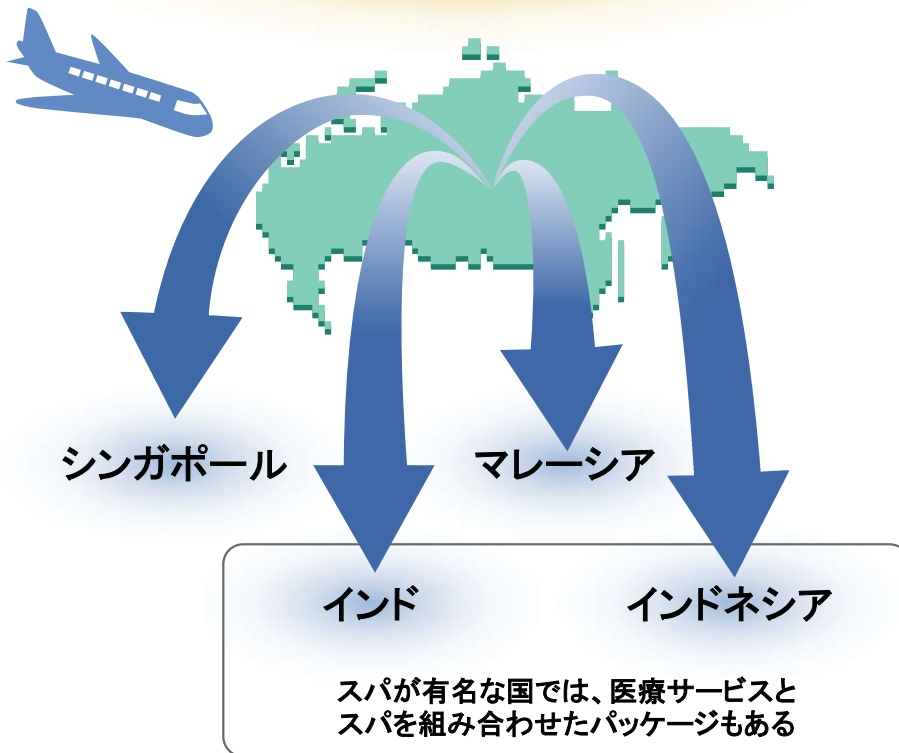 シンガポール
マレーシア
インド
インドネシア
スパが有名な国では、医療サービスと
スパを組み合わせたパッケージもある